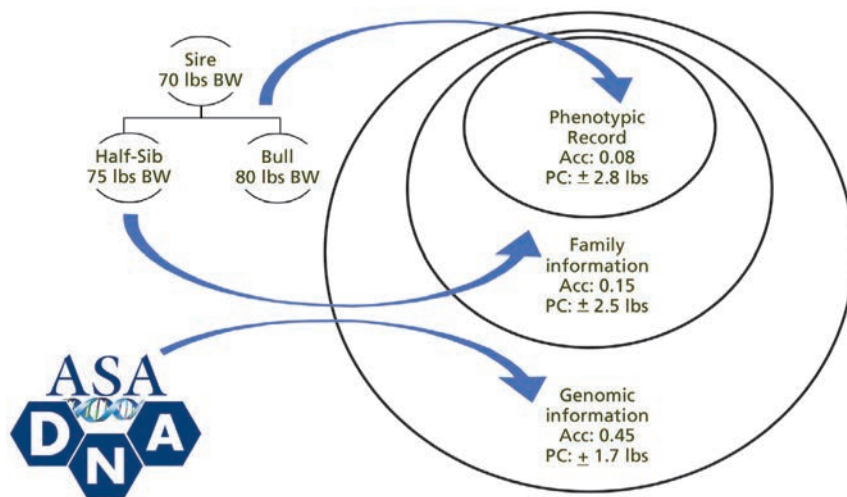 Sire
70 lbs BW
Half-Sib
75 lbs BW
Bull
80 lbs BW
Phenotypic
Record
Acc: 0.08
PC: ± 2.8 lbs
Family
information
Acc: 0.15
PC: ± 2.5 lbs
Genomic
information
Acc: 0.45
PC: ± 1.7 lbs
ASA
DNA